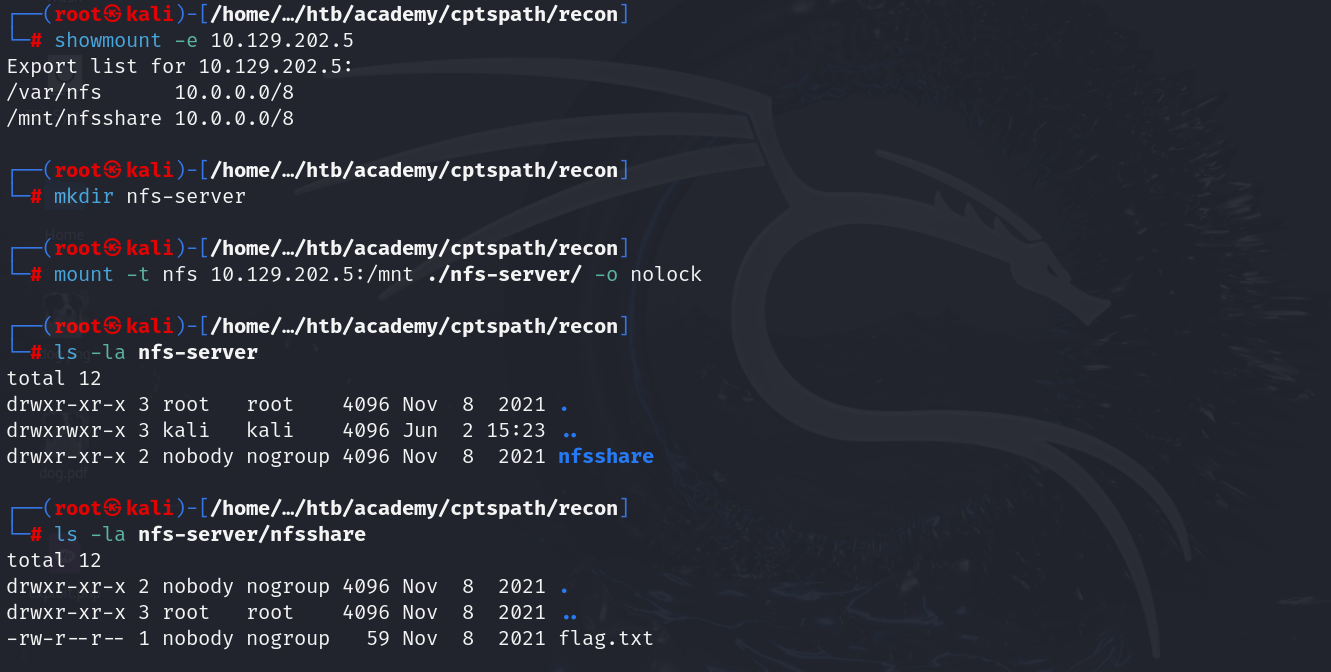 ┌──(root㉿kali)-[/home/…/htb/academy/cptspath/recon]
└─# showmount -e 10.129.202.5
Export list for 10.129.202.5:
/var/nfs      10.0.0.0/8
/mnt/nfsshare 10.0.0.0/8
┌──(root㉿kali)-[/home/…/htb/academy/cptspath/recon]
└─# mkdir nfs-server
Home
┌──(root㉿kali)-[/home/…/htb/academy/cptspath/recon]
└─# mount -t nfs 10.129.202.5:/mnt ./nfs-server/ -o nolock
┌──(root㉿kali)-[/home/…/htb/academy/cptspath/recon]
└─# ls -la nfs-server
total 12
drwxr-xr-x 3 root   root    4096 Nov  8  2021 .
drwxrwxr-x 3 kali   kali    4096 Jun  2 15:23 ..
drwxr-xr-x 2 nobody nogroup 4096 Nov  8  2021 nfsshare
dog.pdf
┌──(root㉿kali)-[/home/…/htb/academy/cptspath/recon]
└─# ls -la nfs-server/nfsshare
total 12
drwxr-xr-x 2 nobody nogroup 4096 Nov  8  2021 .
drwxr-xr-x 3 root   root    4096 Nov  8  2021 ..
-rw-r--r-- 1 nobody nogroup   59 Nov  8  2021 flag.txt